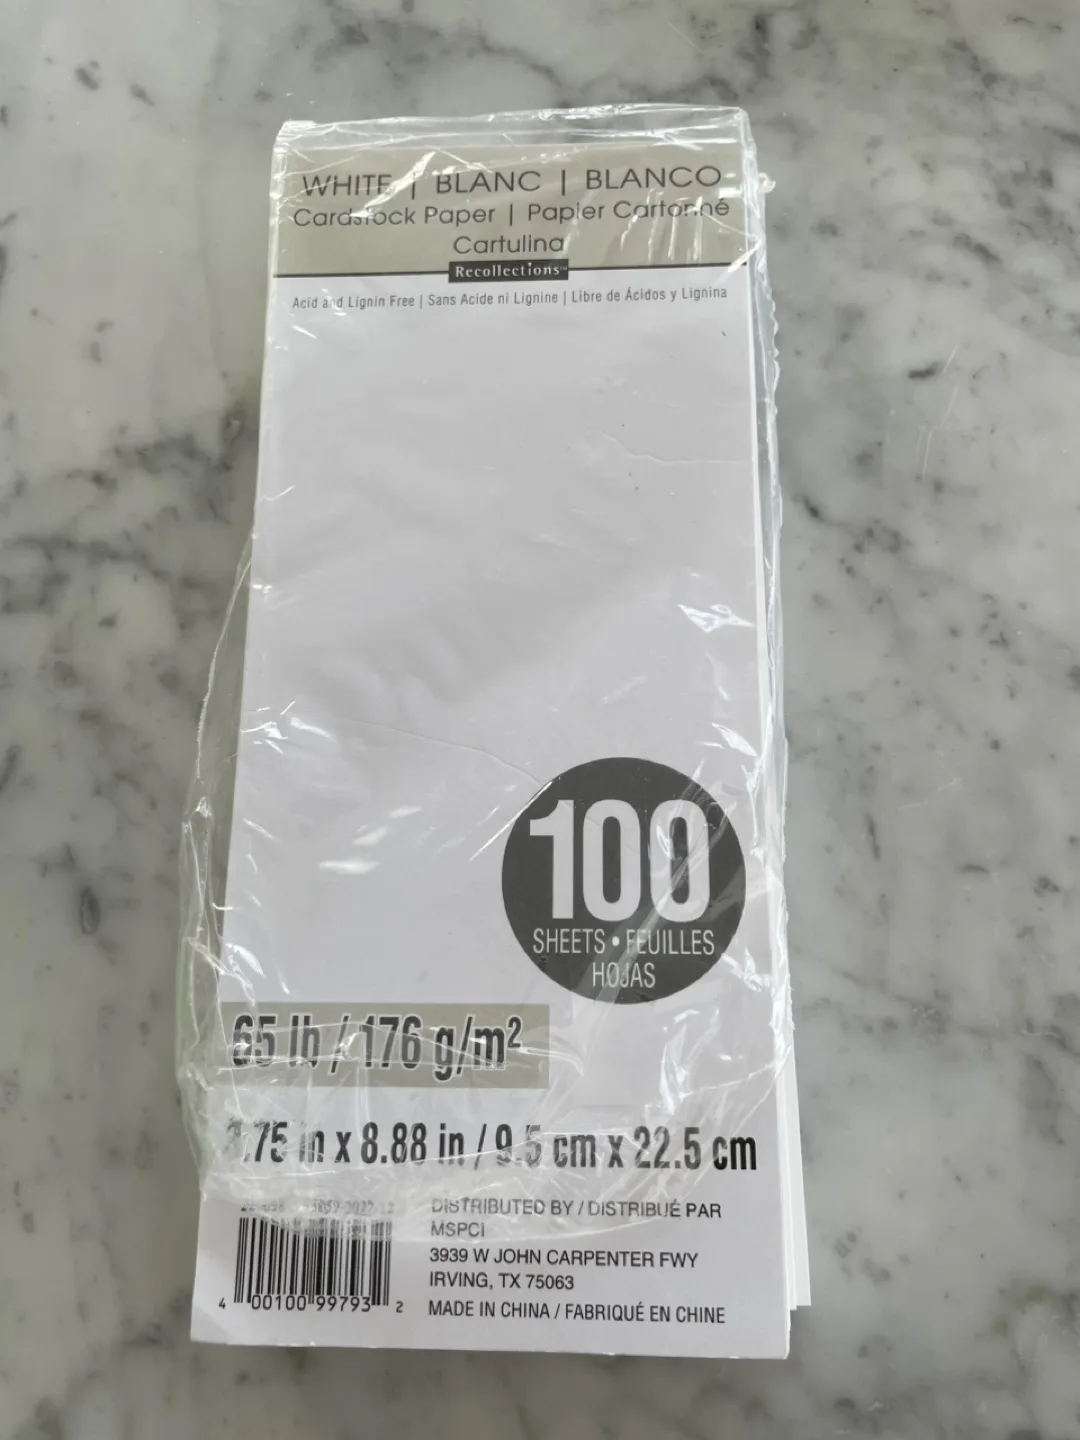 WHITE | BLANC | BLANCO
Cardstock Paper | Papier Cartonné
Cartulina
Recollections™
Acid and Lignin Free | Sans Acide ni Lignine | Libre de Ácidos y Lignina
100
SHEETS • FEUILLES
HOJAS
65 lb / 176 g/m²
3.75 in x 8.88 in / 9.5 cm x 22.5 cm
DISTRIBUTED BY / DISTRIBUÉ PAR
MSPCI
3939 W JOHN CARPENTER FWY
IRVING, TX 75063
MADE IN CHINA / FABRIQUÉ EN CHINE
4 00100 99793 2